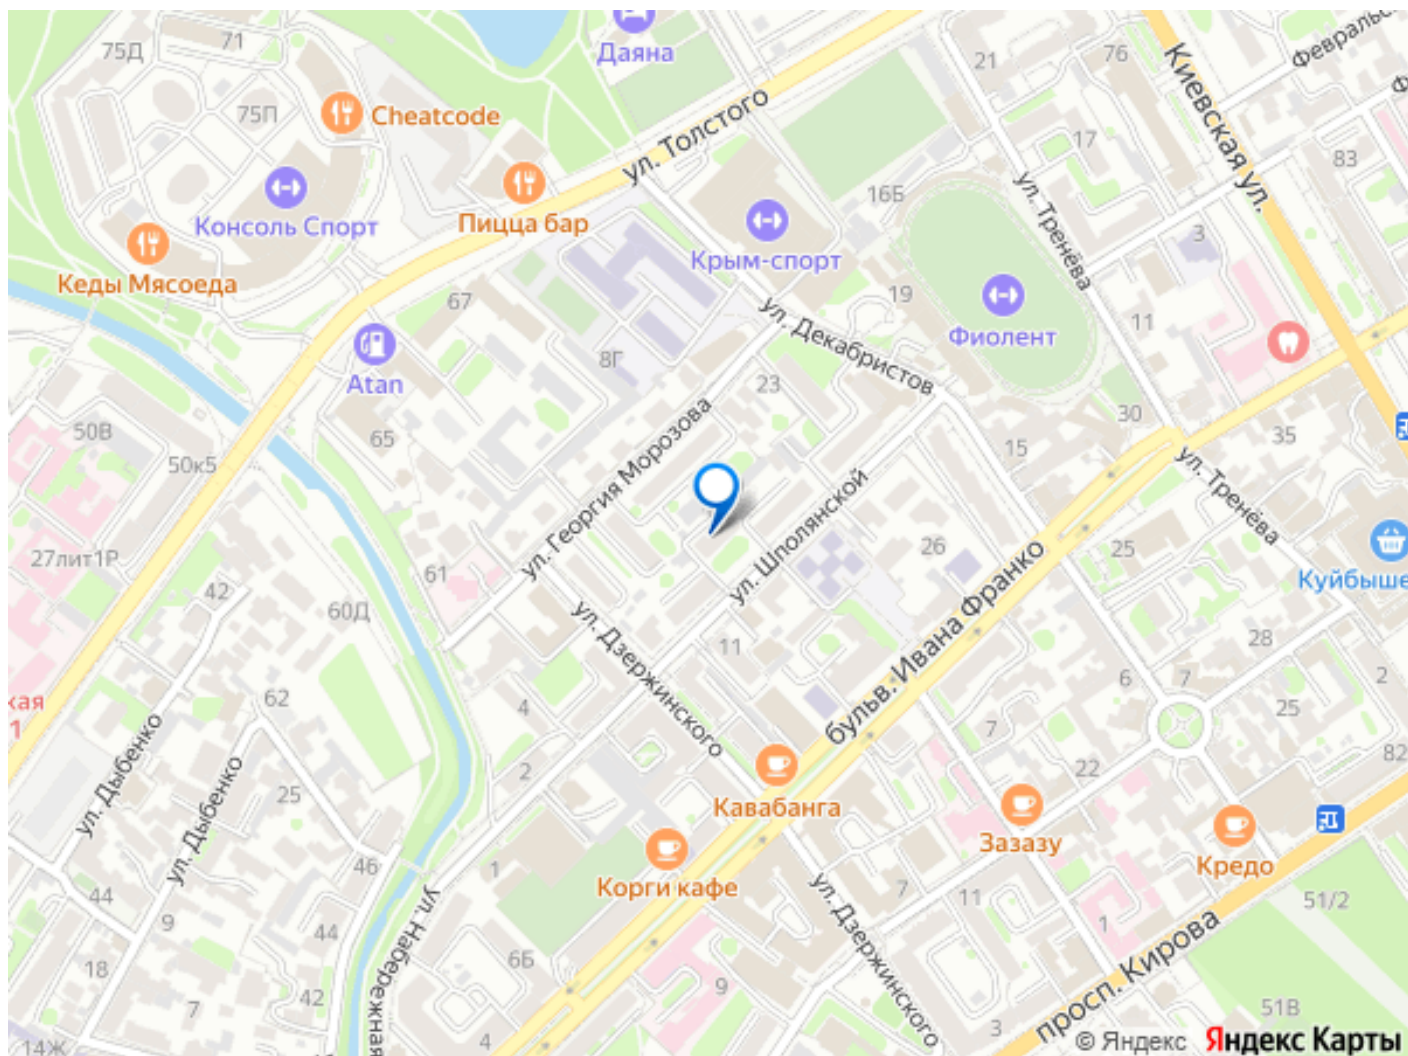 75Д
71
Даяна
21
76
Киевская ул.
Февральс
75П
Cheatcode
ул. Толстого
17
83
Консоль Спорт
Пицца бар
16Б
ул. Тренёва
3
Кеды Мясоеда
Крым-спорт
67
19
Фиолент
11
8Г
ул. Декабристов
Atan
23
30
65
50В
50к5
ул. Георгия Морозова
15
35
ул. Тренёва
ул. Шполянской
27лит1Р
42
61
60Д
26
25
Куйбыше
ул. Дзержинского
11
бульв. Ивана Франко
28
62
4
6
7
2
25
кая
1
ул. Дыбенко
ул. Дыбенко
2
7
22
82
25
Кавабанга
Зазазу
Кредо
46
1
Корги кафе
44
9
ул. Набережная
ул. Дзержинского
7
11
51/2
44
18
6Б
1
просп. Кирова
7
42
9
51В
14Ж
4
3
© Яндекс Яндекс Карты